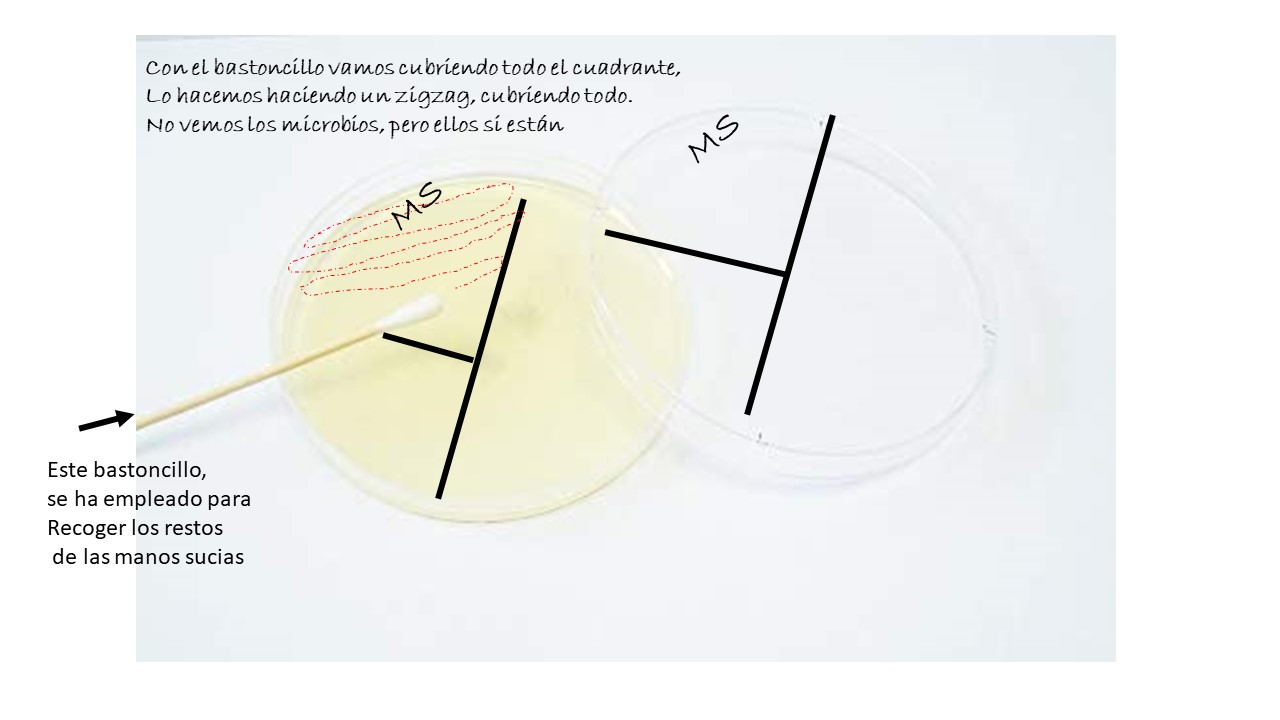 Con el bastoncillo vamos cubriendo todo el cuadrante,
Lo hacemos haciendo un zigzag, cubriendo todo.
No vemos los microbios, pero ellos si están
MS
MS
Este bastoncillo,
se ha empleado para
Recoger los restos
de las manos sucias